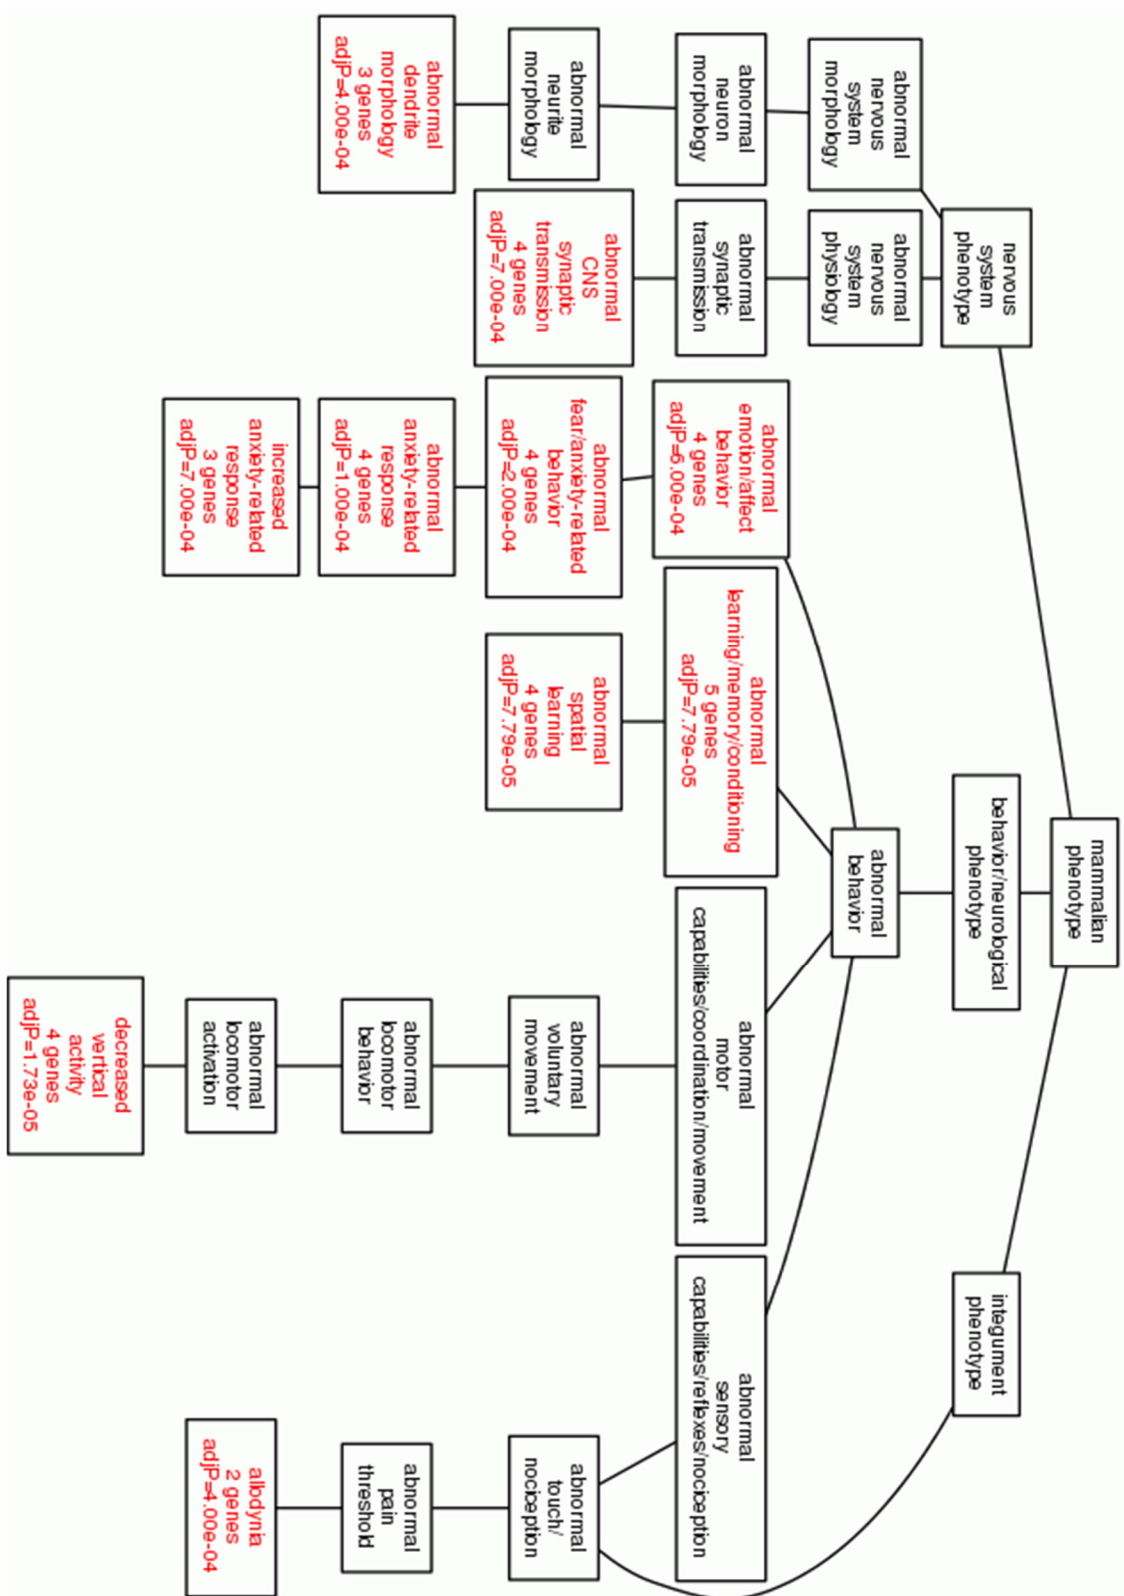 mammalian
phenotype
nervous
system
phenotype
behavior/neurological
phenotype
integument
phenotype
abnormal
nervous
system
morphology
abnormal
nervous
system
physiology
abnormal
behavior
abnormal
neuron
morphology
abnormal
synaptic
transmission
abnormal
emotion/affect
behavior
4 genes
adjP=6.00e-04
abnormal
learning/memory/conditioning
5 genes
adjP=7.79e-05
abnormal
motor
capabilities/coordination/movement
abnormal
sensory
capabilities/reflexes/nociception
abnormal
neurite
morphology
abnormal
CNS
synaptic
transmission
4 genes
adjP=7.00e-04
abnormal
fear/anxiety-related
behavior
4 genes
adjP=2.00e-04
abnormal
spatial
learning
4 genes
adjP=7.79e-05
abnormal
voluntary
movement
abnormal
touch/
nociception
abnormal
dendrite
morphology
3 genes
adjP=4.00e-04
abnormal
anxiety-related
response
4 genes
adjP=1.00e-04
abnormal
locomotor
behavior
abnormal
pain
threshold
increased
anxiety-related
response
3 genes
adjP=7.00e-04
abnormal
locomotor
activation
allodynia
2 genes
adjP=4.00e-04
decreased
vertical
activity
4 genes
adjP=1.73e-05